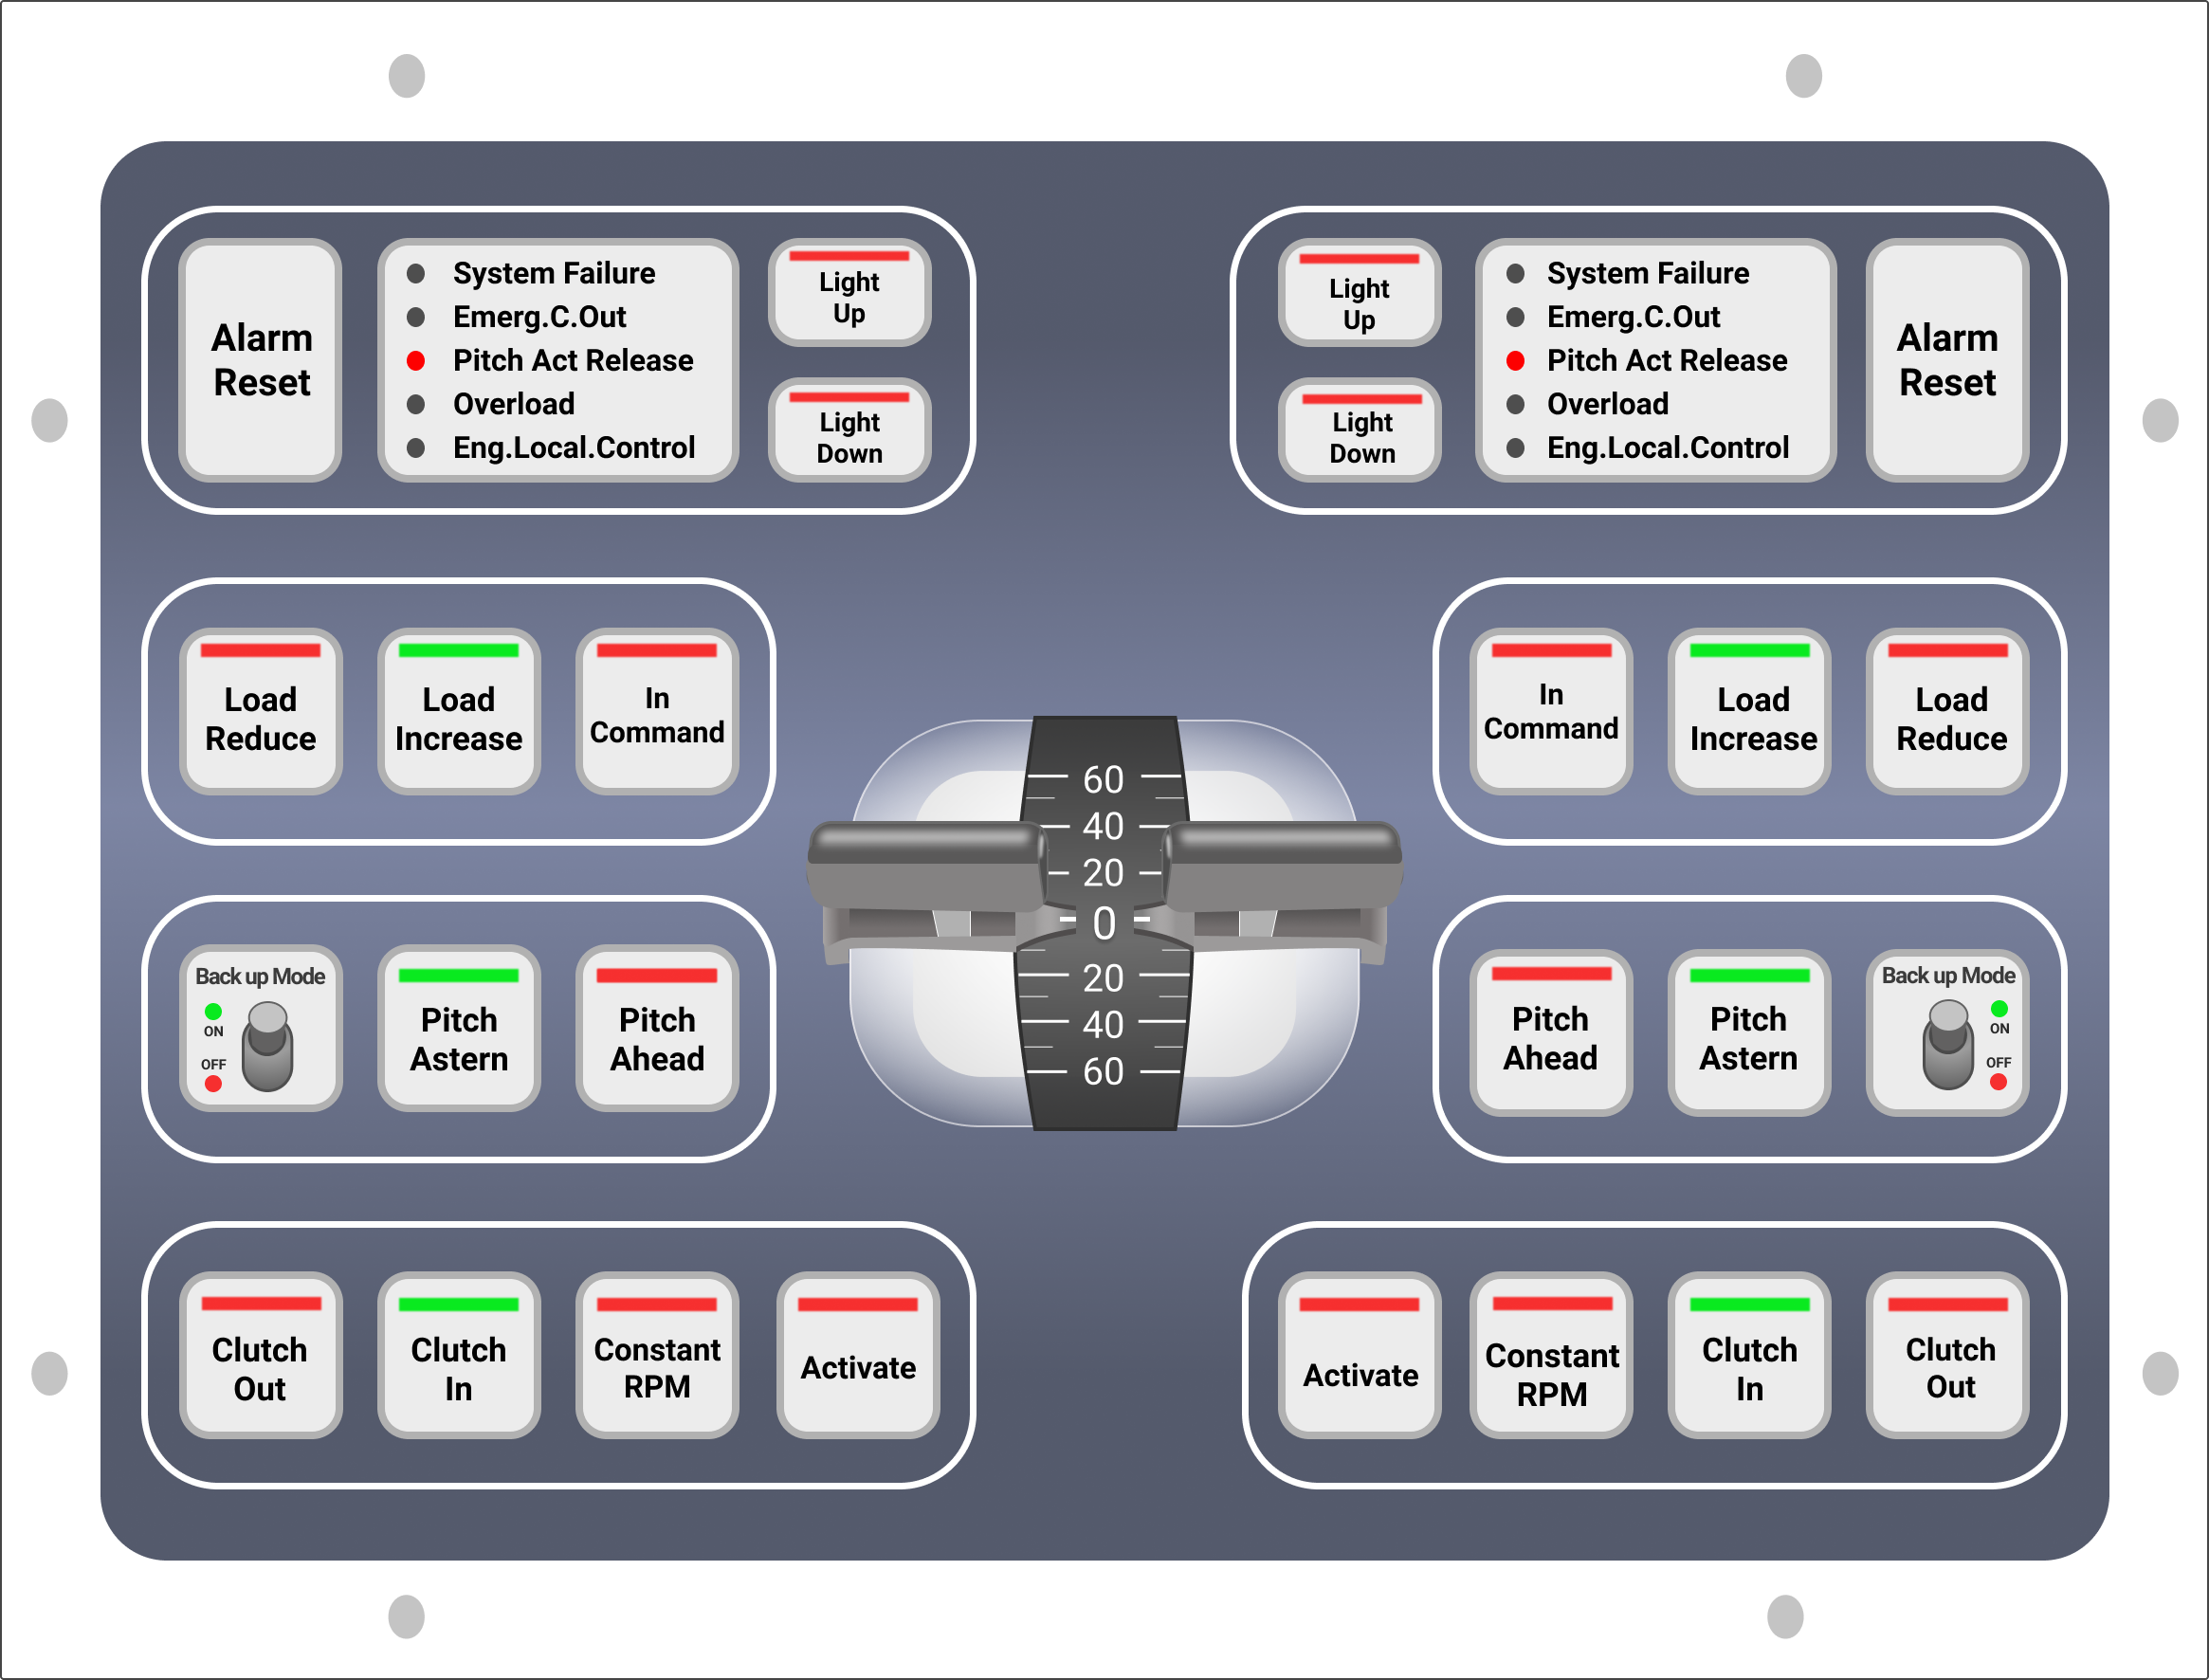 Alarm
Reset
System Failure
Emerg.C.Out
Pitch Act Release
Overload
Eng.Local.Control
Light
Up
Light
Down
Light
Up
Light
Down
System Failure
Emerg.C.Out
Pitch Act Release
Overload
Eng.Local.Control
Alarm
Reset
Load
Reduce
Load
Increase
In
Command
In
Command
Load
Increase
Load
Reduce
60
40
20
0
20
40
60
Back up Mode
ON
OFF
Pitch
Astern
Pitch
Ahead
Pitch
Ahead
Pitch
Astern
Back up Mode
ON
OFF
Clutch
Out
Clutch
In
Constant
RPM
Activate
Activate
Constant
RPM
Clutch
In
Clutch
Out